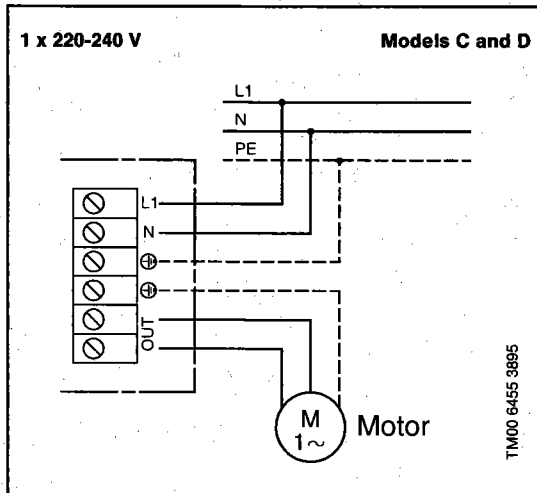 1 x 220-240 V
Models C and D
L1
N
PE
L1
N
OUT
M
1~
Motor
TM00 6455 3895